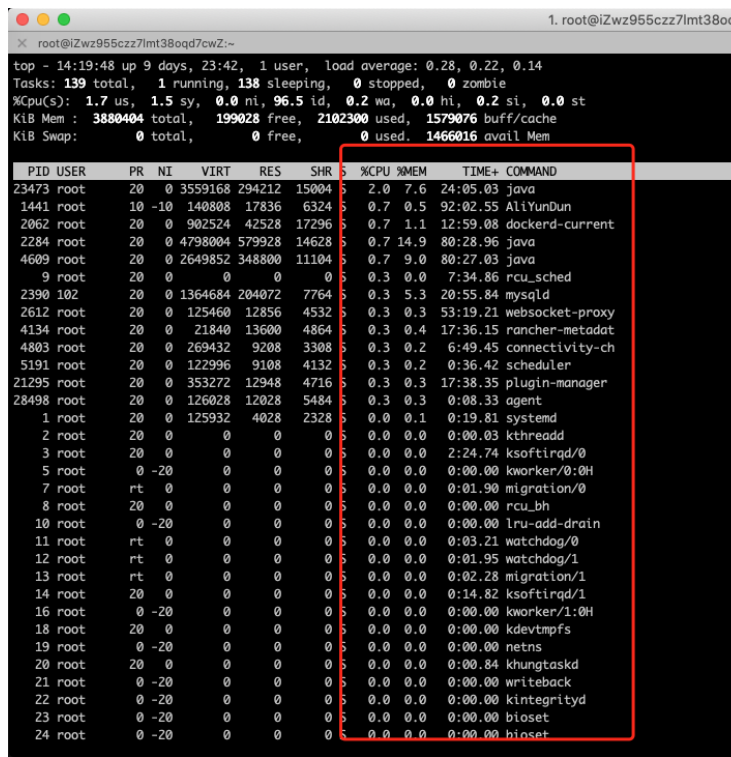 1. root@iZwz955czz7lmt38oq
× root@iZwz955czz7lmt38oqd7cwZ:~
top - 14:19:48 up 9 days, 23:42, 1 user, load average: 0.28, 0.22, 0.14
Tasks: 139 total, 1 running, 138 sleeping, 0 stopped, 0 zombie
%Cpu(s): 1.7 us, 1.5 sy, 0.0 ni, 96.5 id, 0.2 wa, 0.0 hi, 0.2 si, 0.0 st
KiB Mem : 3880404 total, 199028 free, 2102300 used, 1579076 buff/cache
KiB Swap: 0 total, 0 free, 0 used. 1466016 avail Mem
PID USER PR NI VIRT RES SHR S %CPU %MEM TIME+ COMMAND
23473 root 20 0 3559168 294212 15004 S 2.0 7.6 24:05.03 java
1441 root 10 -10 140808 17836 6324 S 0.7 0.5 92:02.55 AliYunDun
2062 root 20 0 902524 42528 17296 S 0.7 1.1 12:59.08 dockerd-current
2284 root 20 0 4798004 579928 14628 S 0.7 14.9 80:28.96 java
4609 root 20 0 2649852 348800 11104 S 0.7 9.0 80:27.03 java
9 root 20 0 0 0 0 S 0.3 0.0 7:34.86 rcu_sched
2390 102 20 0 1364684 204072 7764 S 0.3 5.3 20:55.84 mysqld
2612 root 20 0 125460 12856 4532 S 0.3 0.3 53:19.21 websocket-proxy
4134 root 20 0 21840 13600 4864 S 0.3 0.4 17:36.15 rancher-metadat
4803 root 20 0 269432 9208 3308 S 0.3 0.2 6:49.45 connectivity-ch
5191 root 20 0 122996 9108 4132 S 0.3 0.2 0:36.42 scheduler
21295 root 20 0 353272 12948 4716 S 0.3 0.3 17:38.35 plugin-manager
28498 root 20 0 126028 12028 5484 S 0.3 0.3 0:08.33 agent
1 root 20 0 125932 4028 2328 S 0.0 0.1 0:19.81 systemd
2 root 20 0 0 0 0 S 0.0 0.0 0:00.03 kthreadd
3 root 20 0 0 0 0 S 0.0 0.0 2:24.74 ksoftirqd/0
5 root 0 -20 0 0 0 S 0.0 0.0 0:00.00 kworker/0:0H
7 root rt 0 0 0 0 S 0.0 0.0 0:01.90 migration/0
8 root 20 0 0 0 0 S 0.0 0.0 0:00.00 rcu_bh
10 root 0 -20 0 0 0 S 0.0 0.0 0:00.00 lru-add-drain
11 root rt 0 0 0 0 S 0.0 0.0 0:03.21 watchdog/0
12 root rt 0 0 0 0 S 0.0 0.0 0:01.95 watchdog/1
13 root rt 0 0 0 0 S 0.0 0.0 0:02.28 migration/1
14 root 20 0 0 0 0 S 0.0 0.0 0:14.82 ksoftirqd/1
16 root 0 -20 0 0 0 S 0.0 0.0 0:00.00 kworker/1:0H
18 root 20 0 0 0 0 S 0.0 0.0 0:00.00 kdevtmpfs
19 root 0 -20 0 0 0 S 0.0 0.0 0:00.00 netns
20 root 20 0 0 0 0 S 0.0 0.0 0:00.84 khungtaskd
21 root 0 -20 0 0 0 S 0.0 0.0 0:00.00 writeback
22 root 0 -20 0 0 0 S 0.0 0.0 0:00.00 kintegrityd
23 root 0 -20 0 0 0 S 0.0 0.0 0:00.00 bioset
24 root 0 -20 0 0 0 S 0.0 0.0 0:00.00 bioset